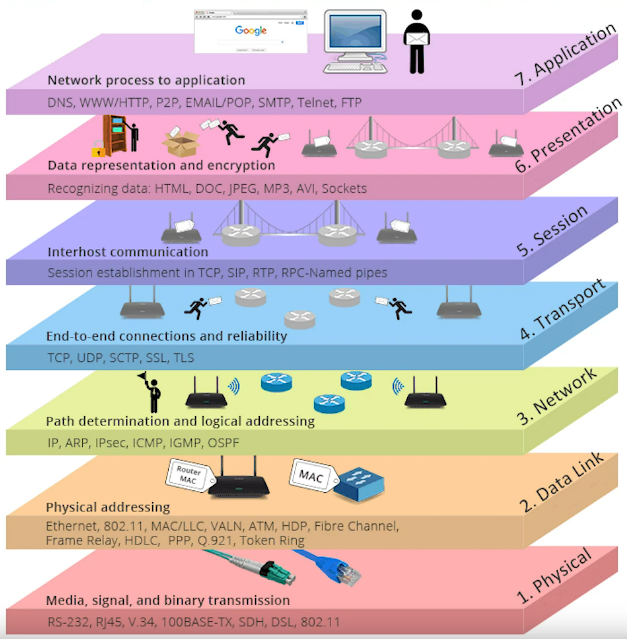 Google
7. Application
Network process to application
DNS, WWW/HTTP, P2P, EMAIL/POP, SMTP, Telnet, FTP
6. Presentation
Data representation and encryption
Recognizing data: HTML, DOC, JPEG, MP3, AVI, Sockets
5. Session
Interhost communication
Session establishment in TCP, SIP, RTP, RPC-Named pipes
4. Transport
End-to-end connections and reliability
TCP, UDP, SCTP, SSL, TLS
3. Network
Path determination and logical addressing
IP, ARP, IPsec, ICMP, IGMP, OSPF
2. Data Link
Router
MAC
MAC
Physical addressing
Ethernet, 802.11, MAC/LLC, VALN, ATM, HDP, Fibre Channel,
Frame Relay, HDLC, PPP, Q.921, Token Ring
1. Physical
Media, signal, and binary transmission
RS-232, RJ45, V.34, 100BASE-TX, SDH, DSL, 802.11